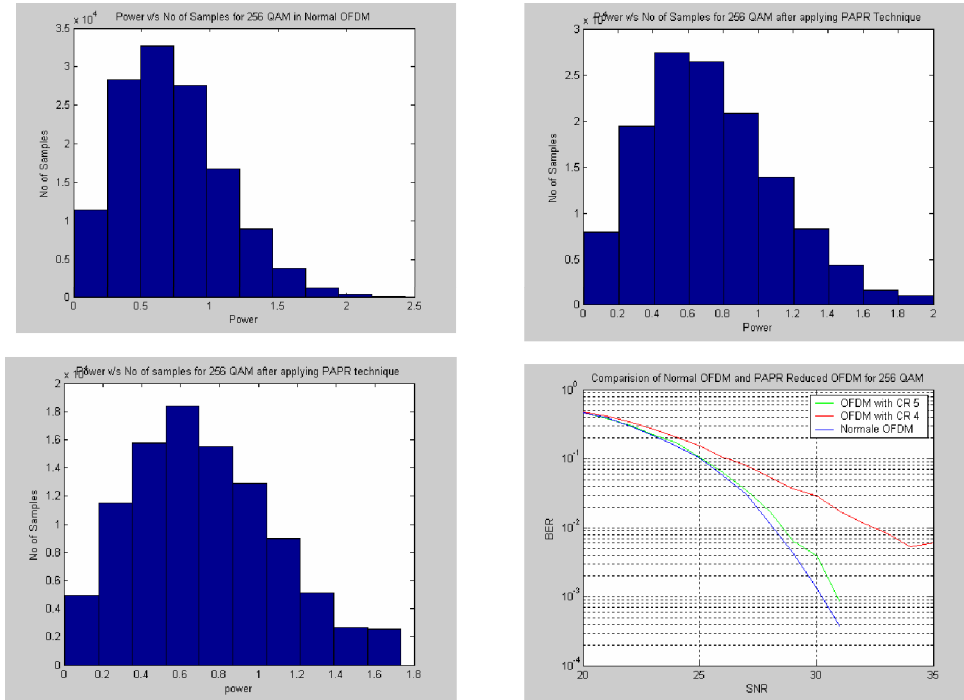 Power v/s No of Samples for 256 QAM in Normal OFDM
x 10^4
3.5
3
2.5
2
1.5
1
0.5
0
No of Samples
0 0.5 1 1.5 2 2.5
Power
Power v/s No of Samples for 256 QAM after applying PAPR Technique
x 10^4
3
2.5
2
1.5
1
0.5
0
No of Samples
0 0.2 0.4 0.6 0.8 1 1.2 1.4 1.6 1.8 2
Power
Power v/s No of samples for 256 QAM after applying PAPR technique
x 10^4
2
1.8
1.6
1.4
1.2
1
0.8
0.6
0.4
0.2
0
No of Samples
0 0.2 0.4 0.6 0.8 1 1.2 1.4 1.6 1.8
power
Comparision of Normal OFDM and PAPR Reduced OFDM for 256 QAM
10^0
10^-1
10^-2
10^-3
10^-4
BER
OFDM with CR 5
OFDM with CR 4
Normale OFDM
20 25 30 35
SNR